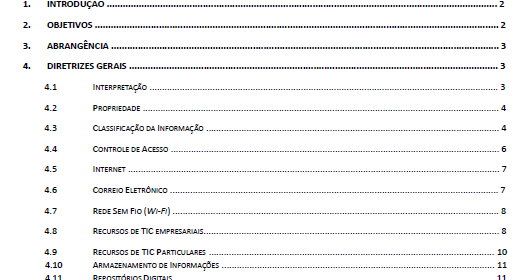 1. INTRODUÇÃO ........ 2
2. OBJETIVOS ........ 2
3. ABRANGÊNCIA ........ 3
4. DIRETRIZES GERAIS ........ 3
4.1 INTERPRETAÇÃO ........ 3
4.2 PROPRIEDADE ........ 4
4.3 CLASSIFICAÇÃO DA INFORMAÇÃO ........ 4
4.4 CONTROLE DE ACESSO ........ 6
4.5 INTERNET ........ 7
4.6 CORREIO ELETRÔNICO ........ 7
4.7 REDE SEM FIO (WI-FI) ........ 8
4.8 RECURSOS DE TIC EMPRESARIAIS ........ 8
4.9 RECURSOS DE TIC PARTICULARES ........ 10
4.10 ARMAZENAMENTO DE INFORMAÇÕES ........ 11
4.11 REPOSITÓRIOS DIGITAIS ........ 11